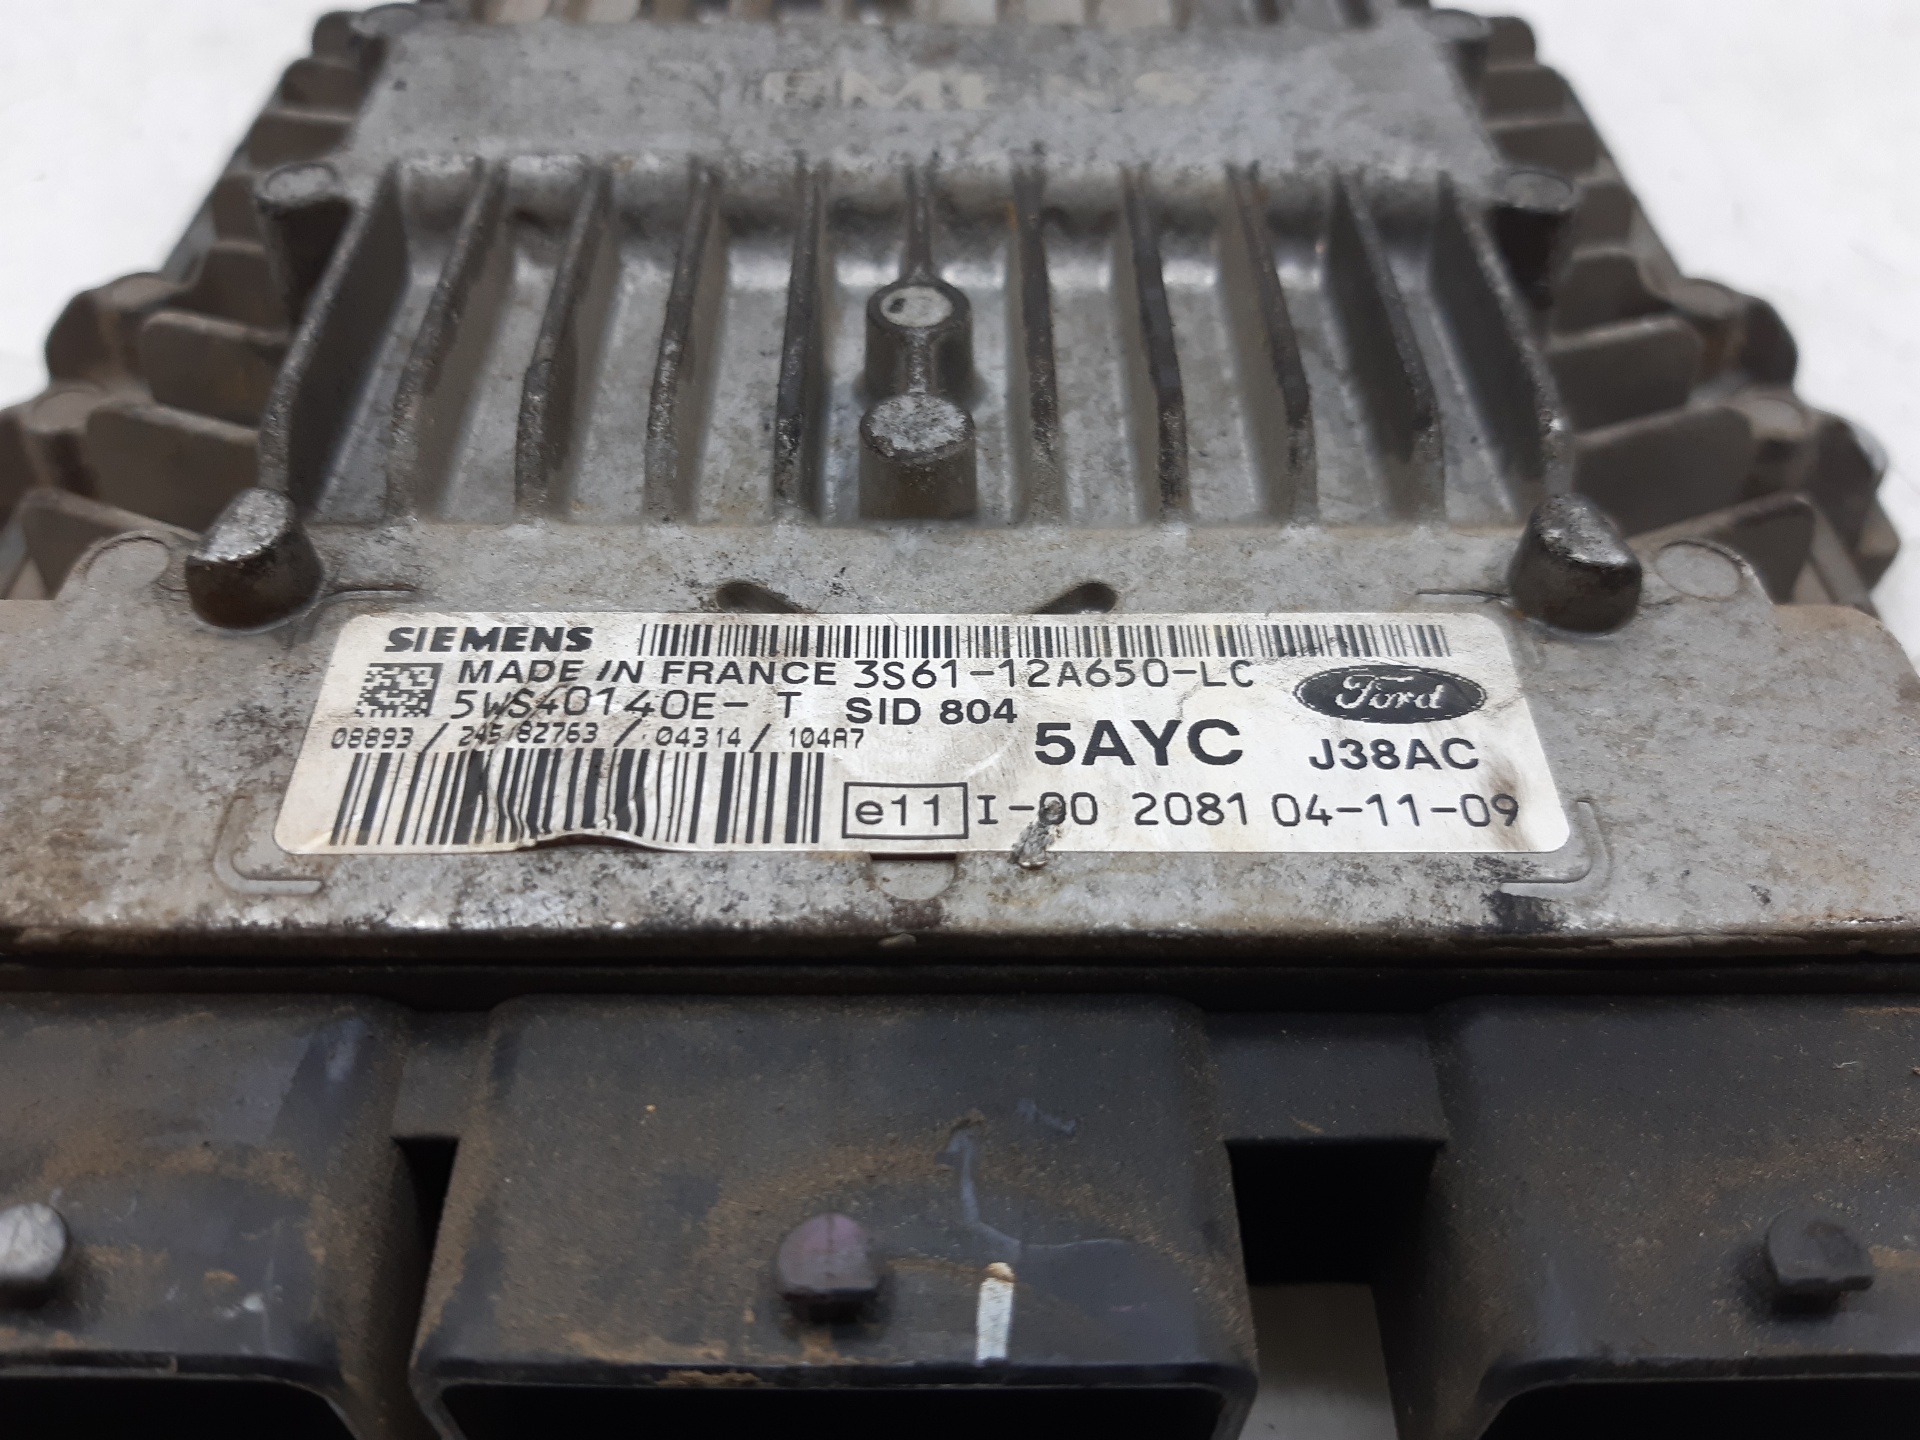 SIEMENS
MADE IN FRANCE 3S61-12A650-LC
Ford
5WS40140E- T SID 804
08893 / 245/82763 / 04314 / 104A7
5AYC J38AC
e11 I-00 2081 04-11-09